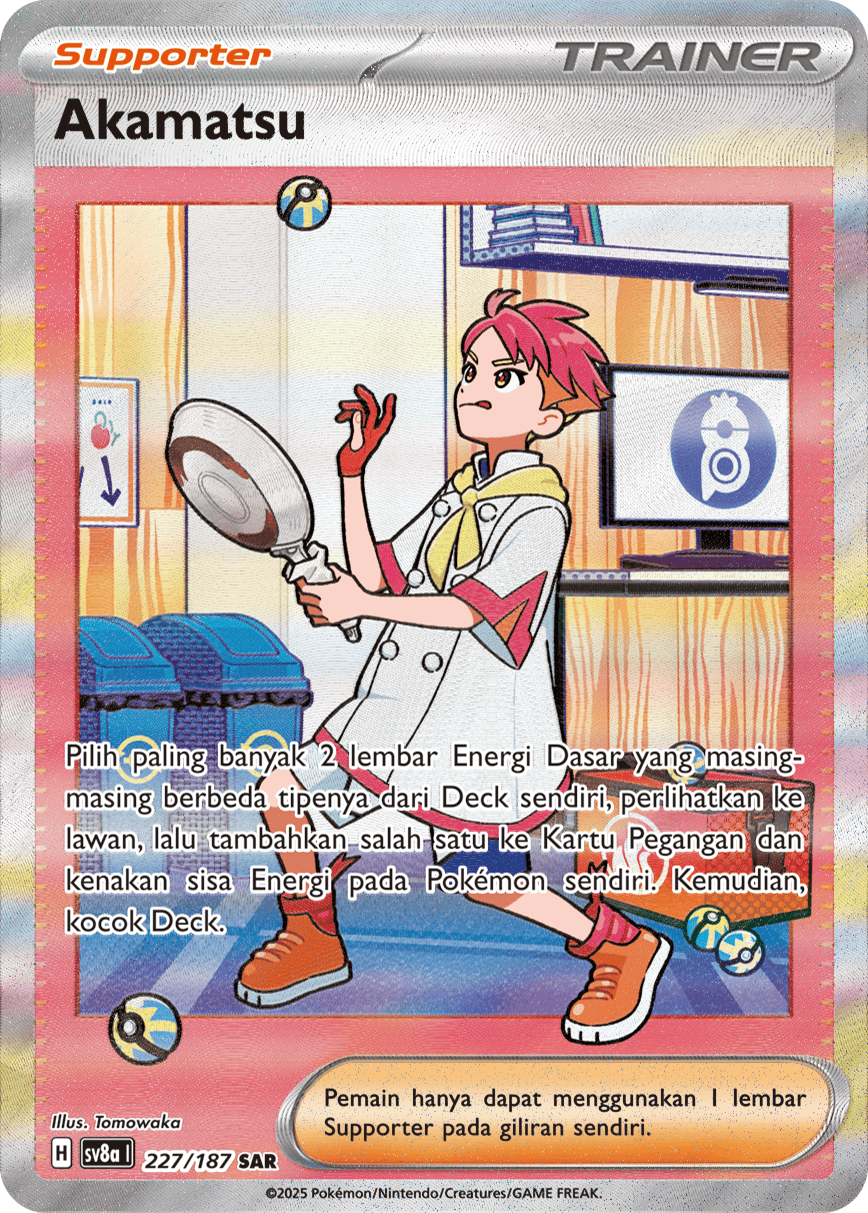 Supporter
TRAINER
Akamatsu
Pilih paling banyak 2 lembar Energi Dasar yang masing-
masing berbeda tipenya dari Deck sendiri, perlihatkan ke
lawan, lalu tambahkan salah satu ke Kartu Pegangan dan
kenakan sisa Energi pada Pokémon sendiri. Kemudian,
kocok Deck.
Pemain hanya dapat menggunakan 1 lembar
Supporter pada giliran sendiri.
Illus. Tomowaka
H sv8a I 227/187 SAR
©2025 Pokémon/Nintendo/Creatures/GAME FREAK.